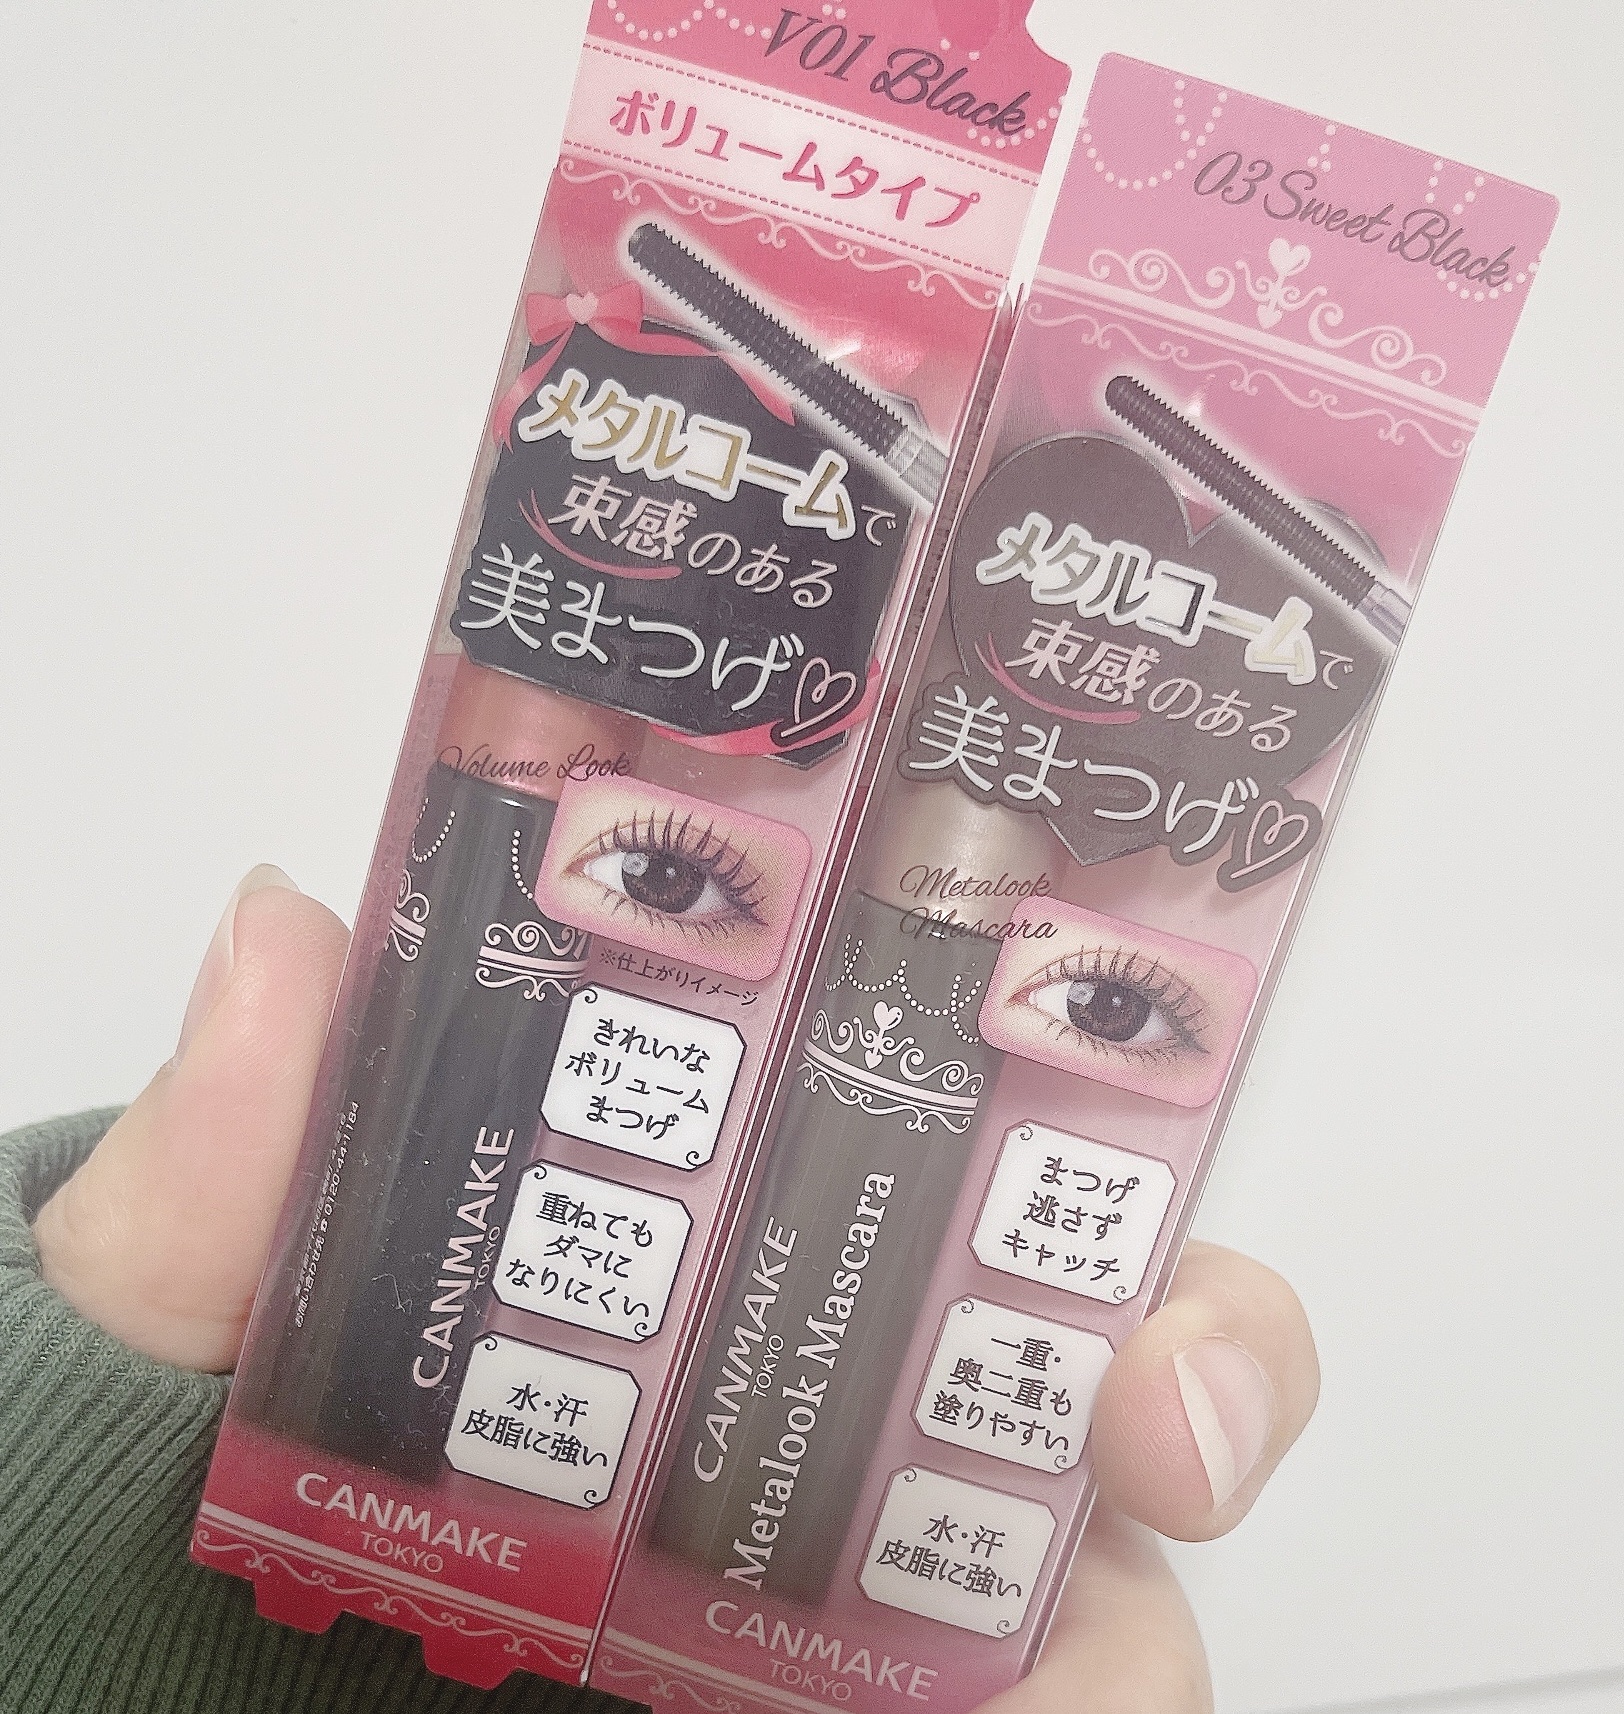 V01 Black
ボリュームタイプ
メタルコームで
束感のある
美まつげ
Volume Look
※仕上がりイメージ
きれいな
ボリューム
まつげ
重ねても
ダマに
なりにくい
水・汗
皮脂に強い
CANMAKE
TOKYO
0120-44-1184
CANMAKE
TOKYO
03 Sweet Black
メタルコームで
束感のある
美まつげ
Metalook
Mascara
まつげ
逃さず
キャッチ
一重・
奥二重も
塗りやすい
水・汗
皮脂に強い
CANMAKE
TOKYO
Metalook Mascara
CANMAKE
TOKYO